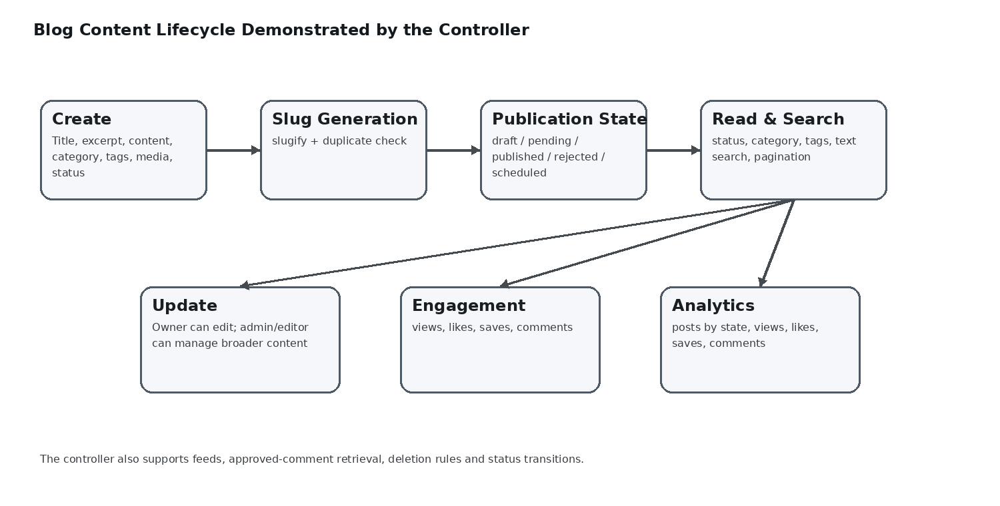 Blog Content Lifecycle Demonstrated by the Controller
Create
Title, excerpt, content,
category, tags, media,
status
Slug Generation
slugify + duplicate check
Publication State
draft / pending /
published / rejected /
scheduled
Read & Search
status, category, tags, text
search, pagination
Update
Owner can edit; admin/editor
can manage broader content
Engagement
views, likes, saves, comments
Analytics
posts by state, views, likes,
saves, comments
The controller also supports feeds, approved-comment retrieval, deletion rules and status transitions.